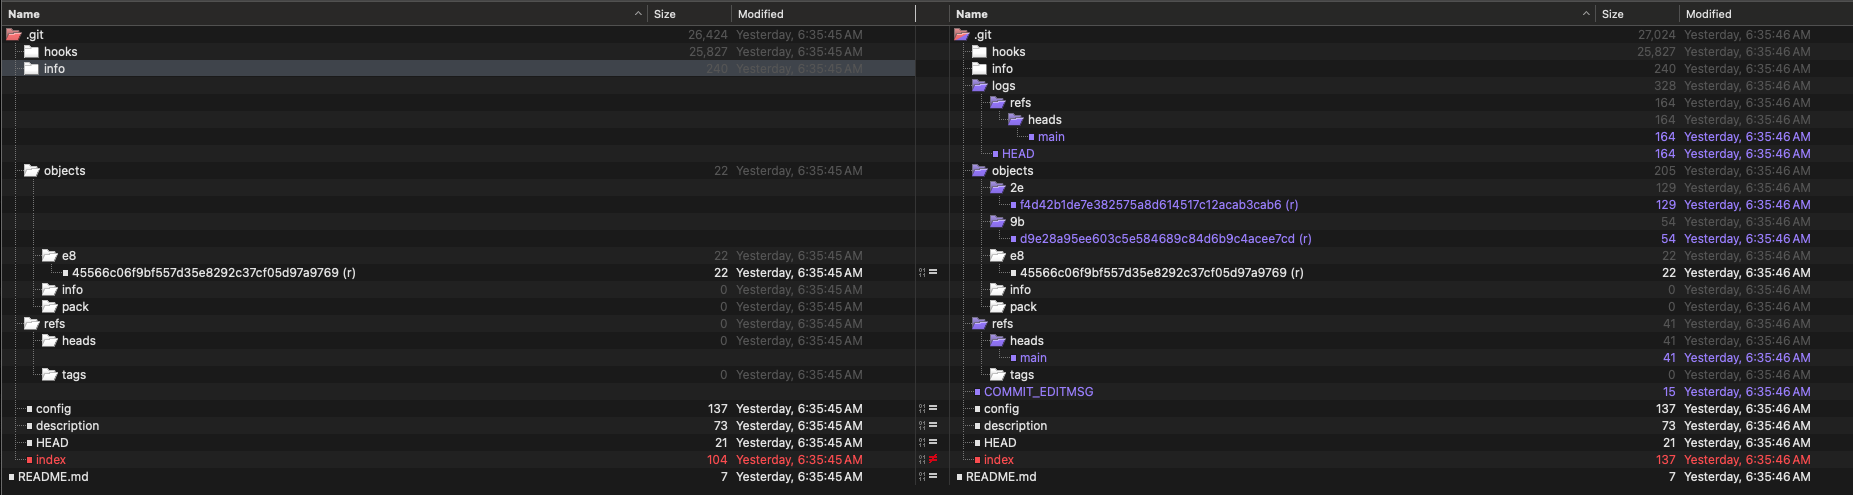 Name Size Modified Name Size Modified
.git 26,424 Yesterday, 6:35:45 AM .git 27,024 Yesterday, 6:35:46 AM
hooks 25,827 Yesterday, 6:35:45 AM hooks 25,827 Yesterday, 6:35:46 AM
info 240 Yesterday, 6:35:45 AM info 240 Yesterday, 6:35:46 AM
logs 328 Yesterday, 6:35:46 AM
refs 164 Yesterday, 6:35:46 AM
heads 164 Yesterday, 6:35:46 AM
main 164 Yesterday, 6:35:46 AM
HEAD 164 Yesterday, 6:35:46 AM
objects 22 Yesterday, 6:35:45 AM objects 205 Yesterday, 6:35:46 AM
2e 129 Yesterday, 6:35:46 AM
f4d42b1de7e382575a8d614517c12acab3cab6 (r) 129 Yesterday, 6:35:46 AM
9b 54 Yesterday, 6:35:46 AM
d9e28a95ee603c5e584689c84d6b9c4acee7cd (r) 54 Yesterday, 6:35:46 AM
e8 22 Yesterday, 6:35:45 AM e8 22 Yesterday, 6:35:46 AM
45566c06f9bf557d35e8292c37cf05d97a9769 (r) 22 Yesterday, 6:35:45 AM = 45566c06f9bf557d35e8292c37cf05d97a9769 (r) 22 Yesterday, 6:35:46 AM
info 0 Yesterday, 6:35:45 AM info 0 Yesterday, 6:35:46 AM
pack 0 Yesterday, 6:35:45 AM pack 0 Yesterday, 6:35:46 AM
refs 0 Yesterday, 6:35:45 AM refs 41 Yesterday, 6:35:46 AM
heads 0 Yesterday, 6:35:45 AM heads 41 Yesterday, 6:35:46 AM
main 41 Yesterday, 6:35:46 AM
tags 0 Yesterday, 6:35:45 AM tags 0 Yesterday, 6:35:46 AM
COMMIT_EDITMSG 15 Yesterday, 6:35:46 AM
config 137 Yesterday, 6:35:45 AM = config 137 Yesterday, 6:35:46 AM
description 73 Yesterday, 6:35:45 AM = description 73 Yesterday, 6:35:46 AM
HEAD 21 Yesterday, 6:35:45 AM = HEAD 21 Yesterday, 6:35:46 AM
index 104 Yesterday, 6:35:45 AM ≠ index 137 Yesterday, 6:35:46 AM
README.md 7 Yesterday, 6:35:45 AM = README.md 7 Yesterday, 6:35:46 AM